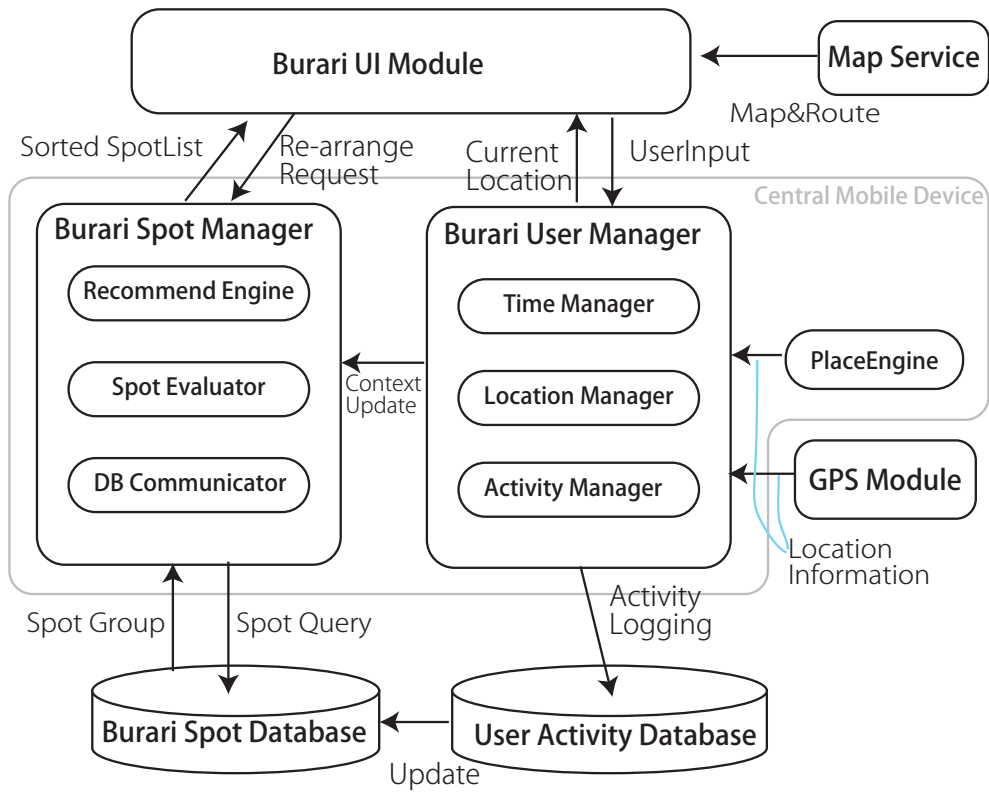 Burari UI Module
Map Service
Map&Route
Sorted SpotList
Re-arrange
Request
Current
Location
UserInput
Central Mobile Device
Burari Spot Manager
Recommend Engine
Spot Evaluator
DB Communicator
Context
Update
Burari User Manager
Time Manager
Location Manager
Activity Manager
PlaceEngine
GPS Module
Location
Information
Spot Group
Spot Query
Activity
Logging
Burari Spot Database
User Activity Database
Update